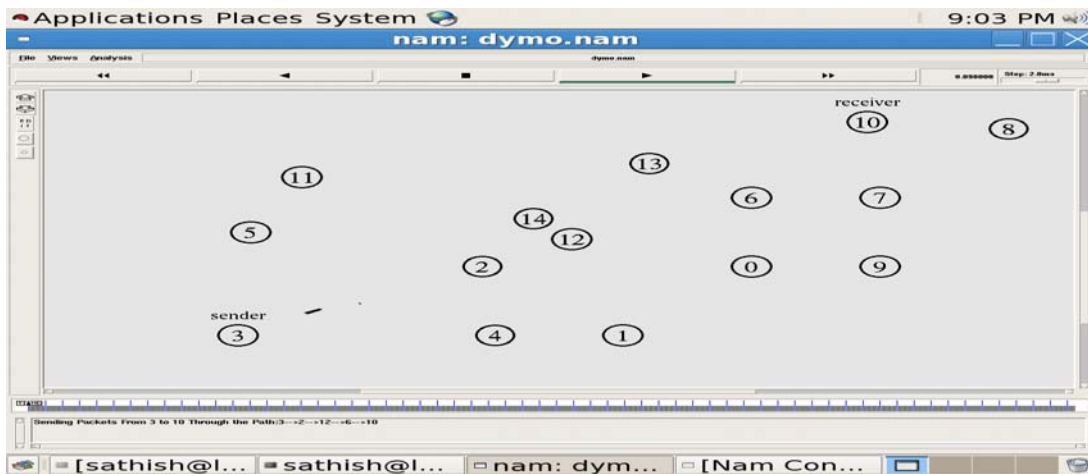 Applications Places System 9:03 PM
nam: dymo.nam
File Views Analysis dymo.nam
Step: 2.0ms
receiver
10
8
13
11
6
7
14
5
12
2
0
9
sender
3
4
1
Sending Packets From 3 to 10 Through the Path:3-->2-->12-->6-->10
[sathish@l... sathish@l... nam: dym... [Nam Con...